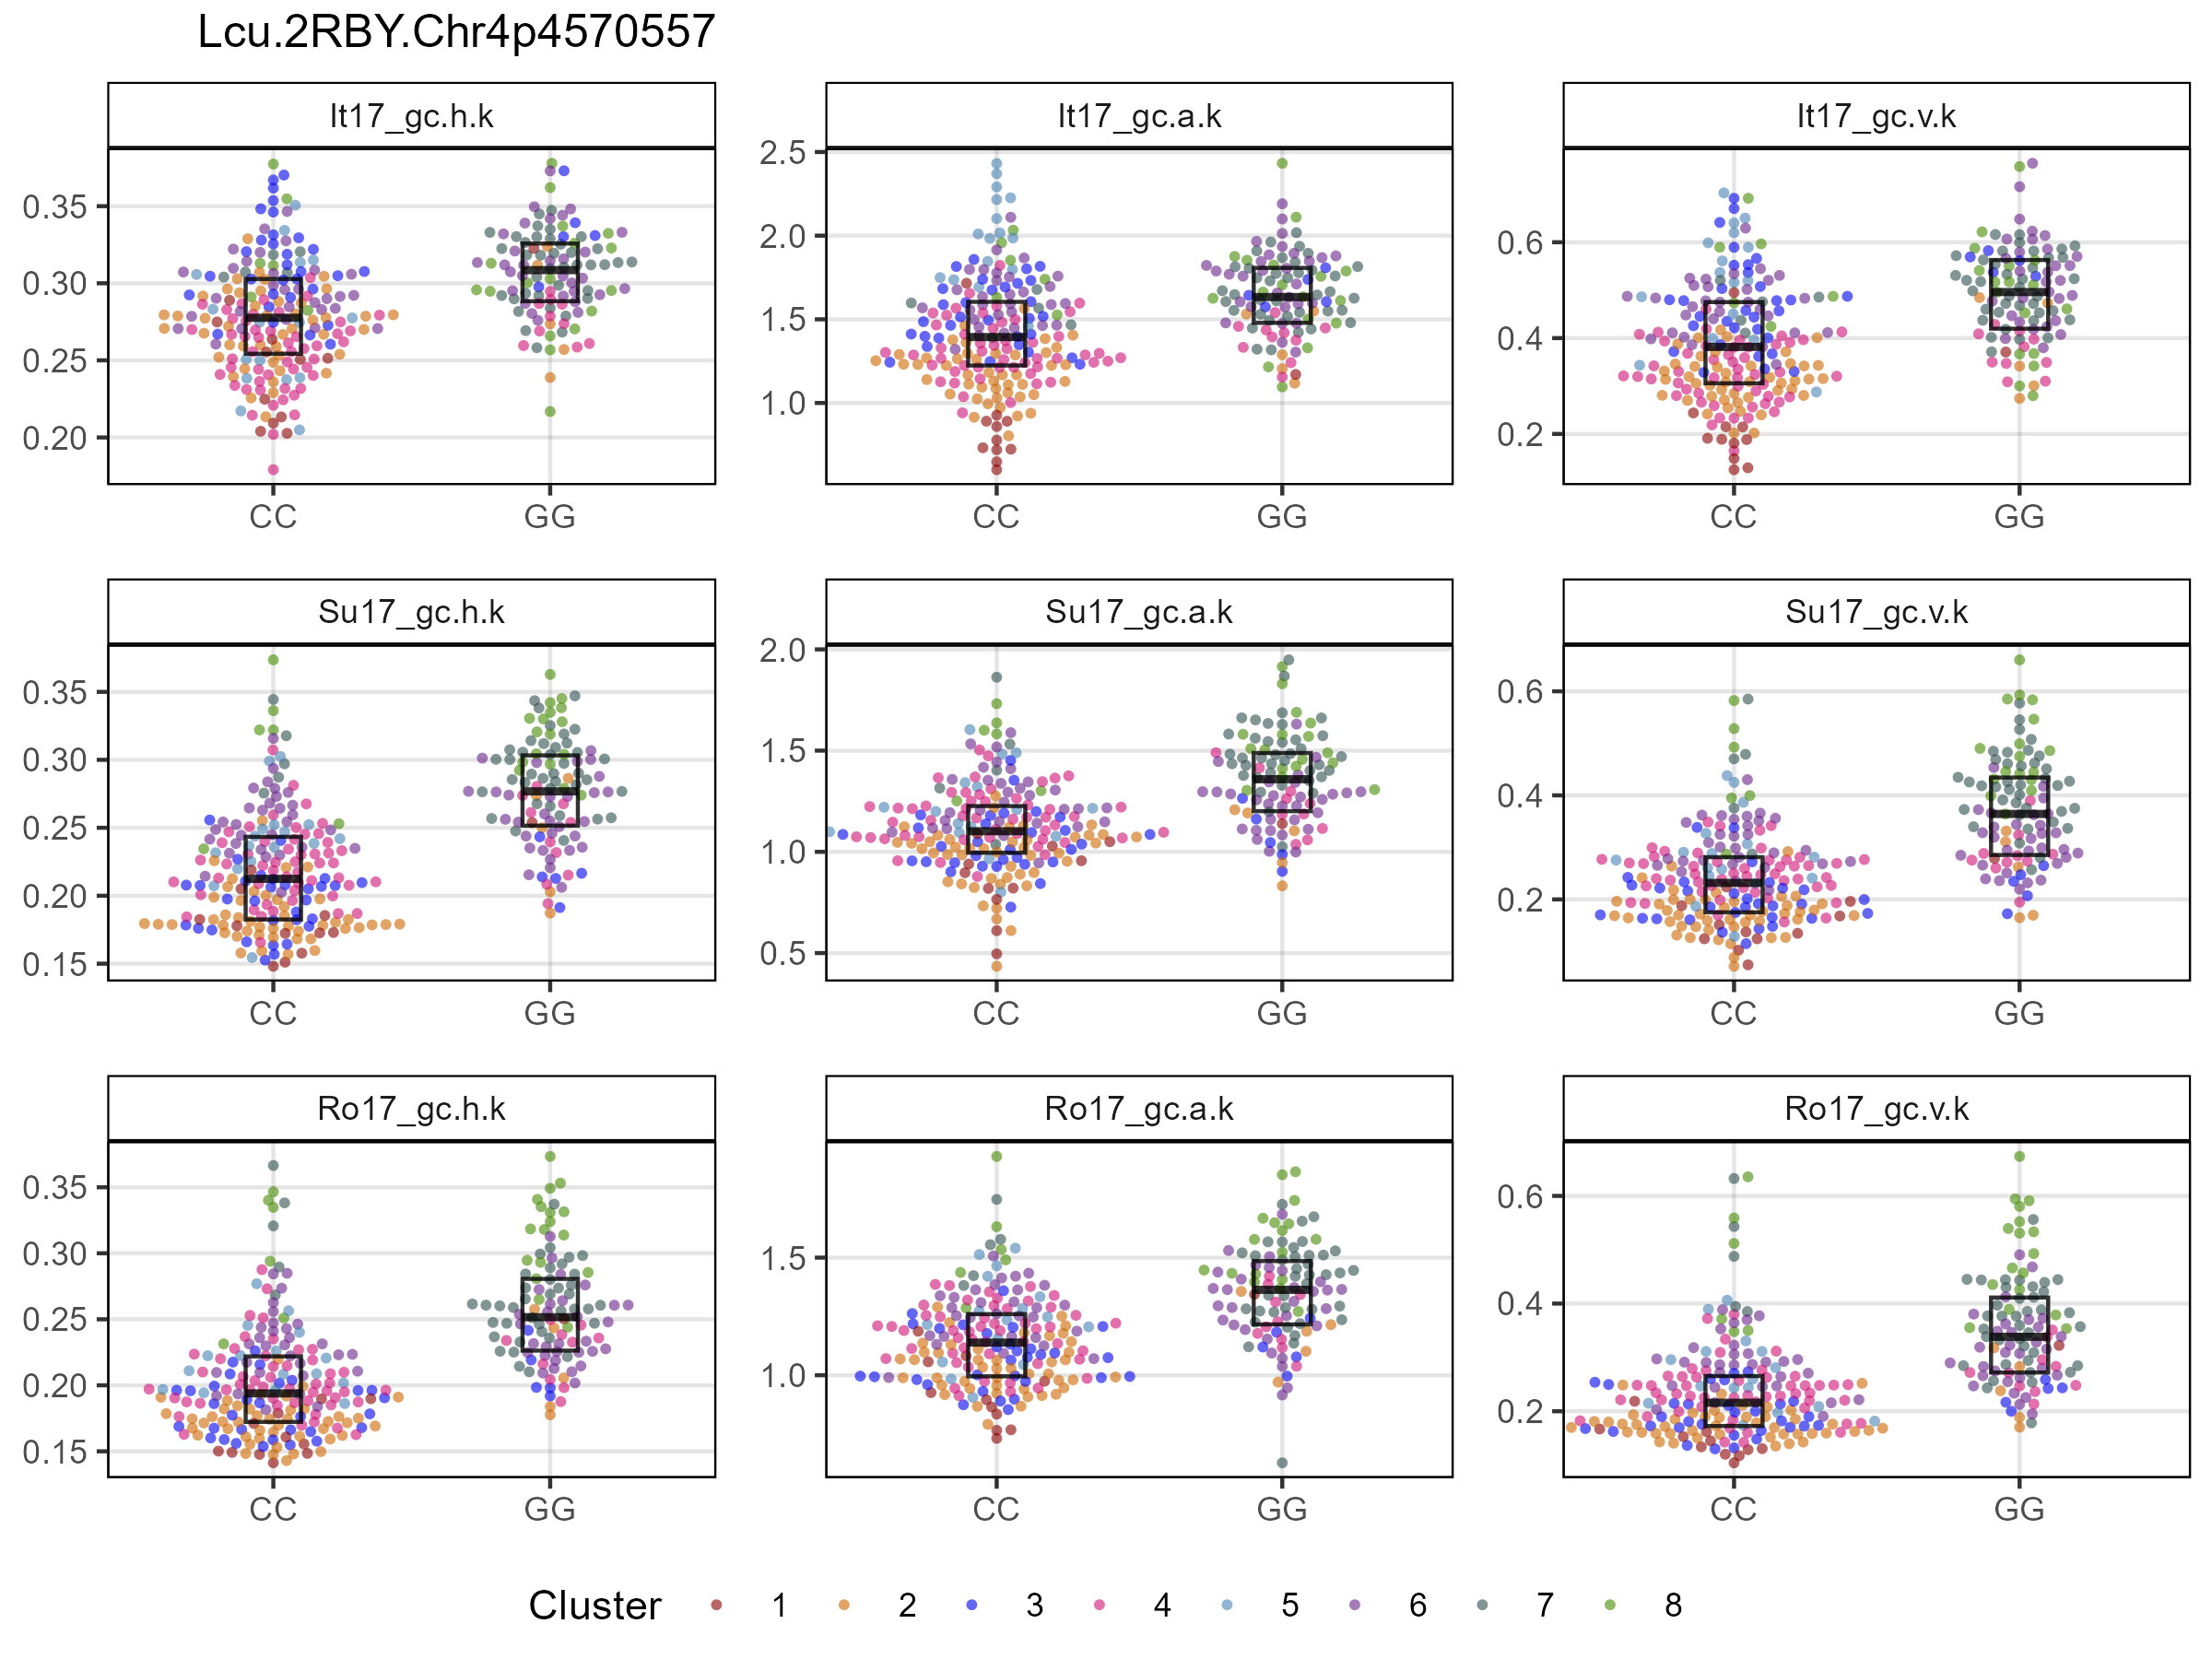 Lcu.2RBY.Chr4p4570557
It17_gc.h.k
It17_gc.a.k
It17_gc.v.k
0.35
0.30
0.25
0.20
2.5
2.0
1.5
1.0
0.6
0.4
0.2
CC GG
CC GG
CC GG
Su17_gc.h.k
Su17_gc.a.k
Su17_gc.v.k
0.35
0.30
0.25
0.20
0.15
2.0
1.5
1.0
0.5
0.6
0.4
0.2
CC GG
CC GG
CC GG
Ro17_gc.h.k
Ro17_gc.a.k
Ro17_gc.v.k
0.35
0.30
0.25
0.20
0.15
1.5
1.0
0.6
0.4
0.2
CC GG
CC GG
CC GG
Cluster 1 2 3 4 5 6 7 8